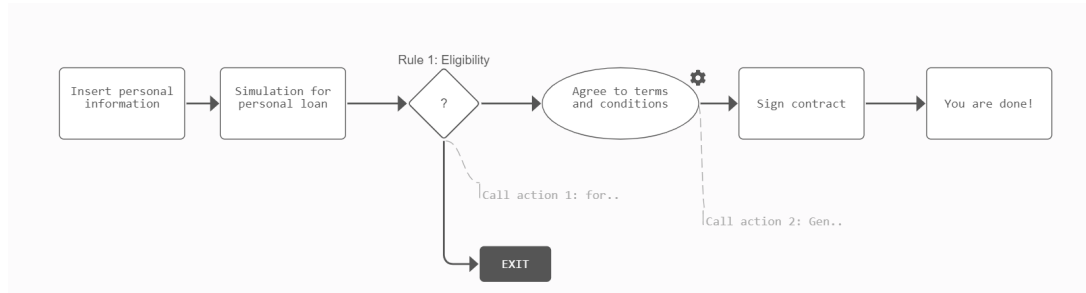 Rule 1: Eligibility
Insert personal
information
Simulation for
personal loan
?
Agree to terms
and conditions
Sign contract
You are done!
Call action 1: for..
Call action 2: Gen..
EXIT